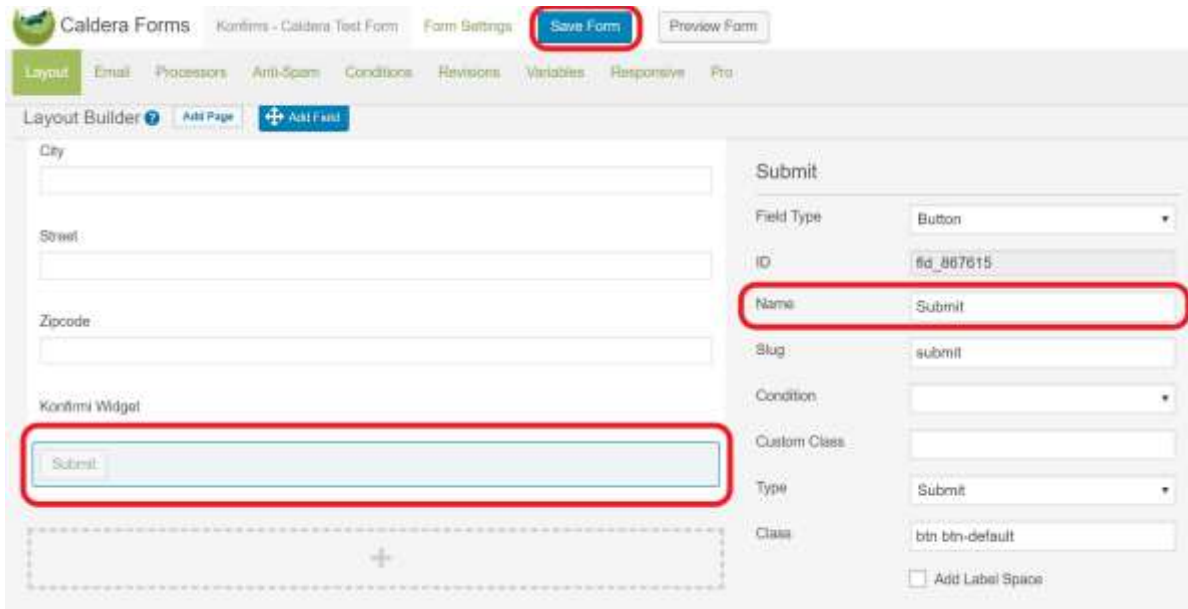 Caldera Forms Konfirmi - Caldera Test Form Form Settings Save Form Preview Form
Layout Email Processors Anti-Spam Conditions Revisions Variables Responsive Pro
Layout Builder ? Add Page Add Field
City
Street
Zipcode
Konfirmi Widget
Submit
Submit
Field Type Button
ID fld_867615
Name Submit
Slug submit
Condition
Custom Class
Type Submit
Class btn btn-default
Add Label Space